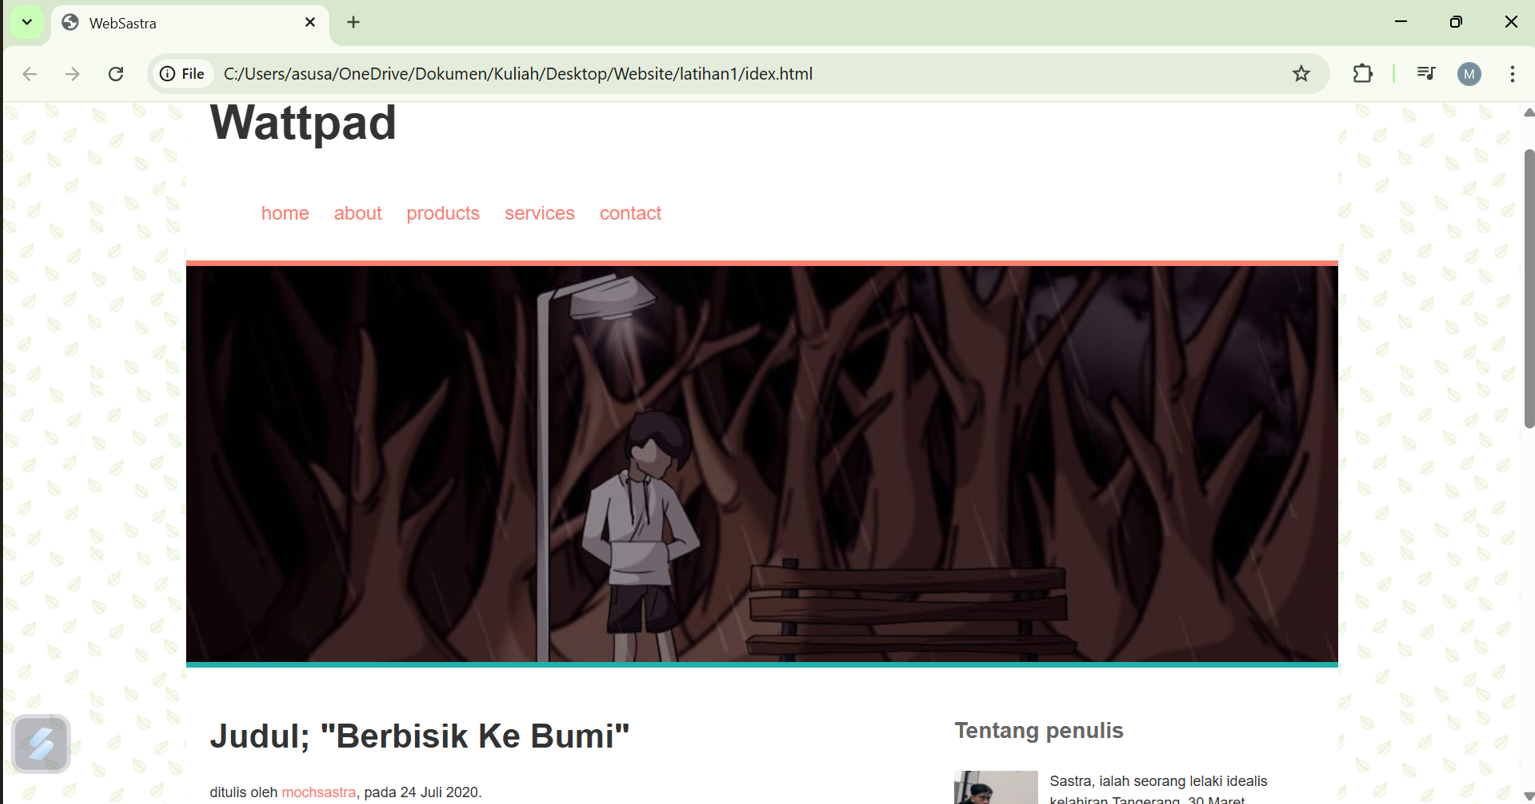 WebSastra
File C:/Users/asusa/OneDrive/Dokumen/Kuliah/Desktop/Website/latihan1/idex.html
M
Wattpad
home about products services contact
Judul; "Berbisik Ke Bumi"
ditulis oleh mochsastra, pada 24 Juli 2020.
Tentang penulis
Sastra, ialah seorang lelaki idealis
kelahiran Tangerang, 30 Maret